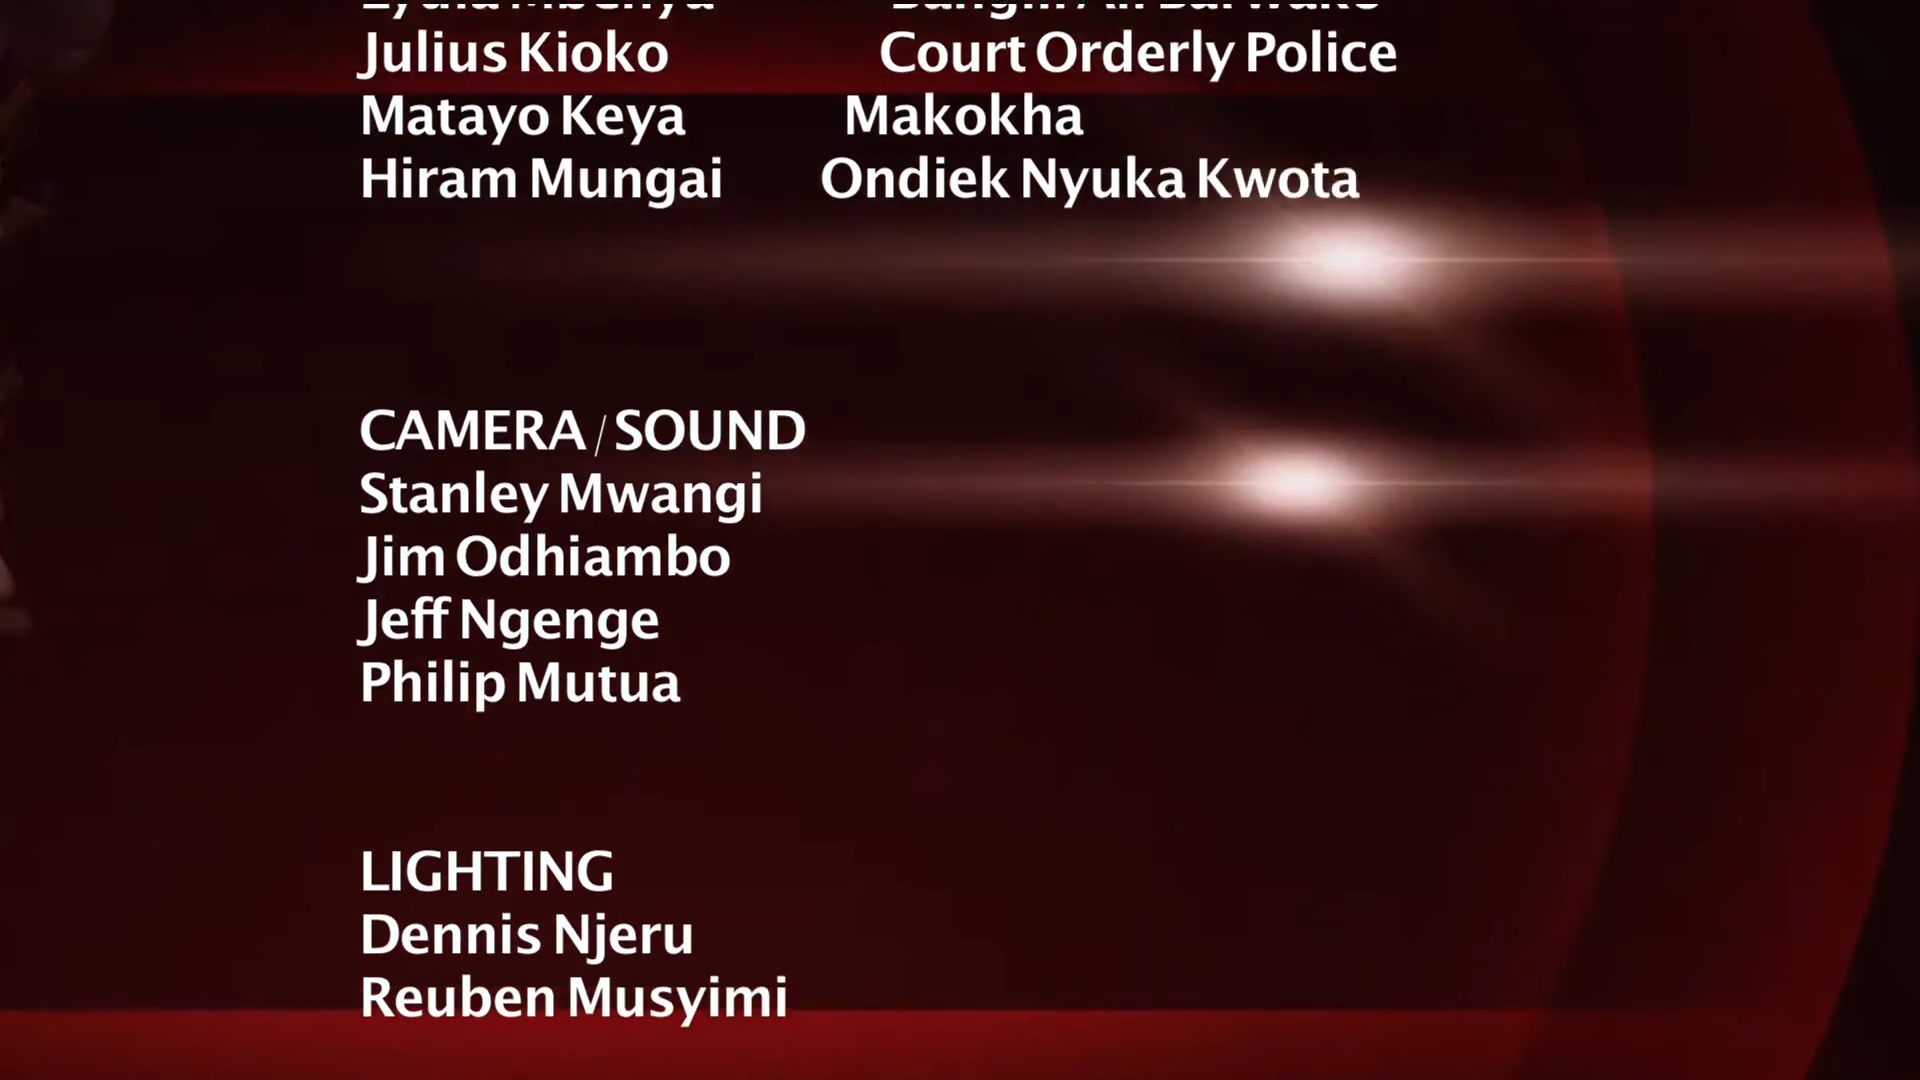 Julius Kioko Court Orderly Police
Matayo Keya Makokha
Hiram Mungai Ondiek Nyuka Kwota
CAMERA / SOUND
Stanley Mwangi
Jim Odhiambo
Jeff Ngenge
Philip Mutua
LIGHTING
Dennis Njeru
Reuben Musyimi